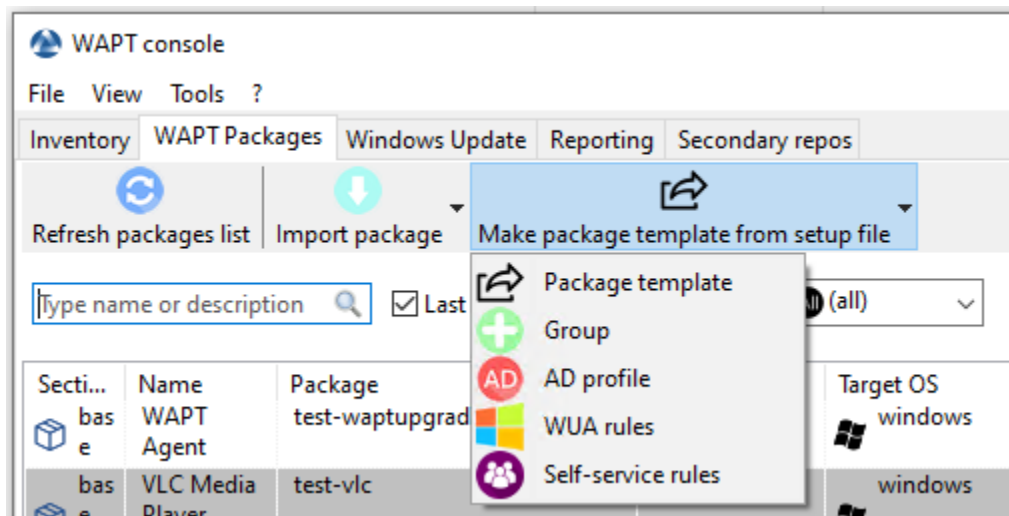 WAPT console
File View Tools ?
Inventory WAPT Packages Windows Update Reporting Secondary repos
Refresh packages list Import package Make package template from setup file
Package template
Group
AD AD profile
WUA rules
Self-service rules
Type name or description Last All (all)
Secti... Name Package Target OS
bas WAPT test-waptupgrad windows
e Agent
bas VLC Media test-vlc windows
e Player